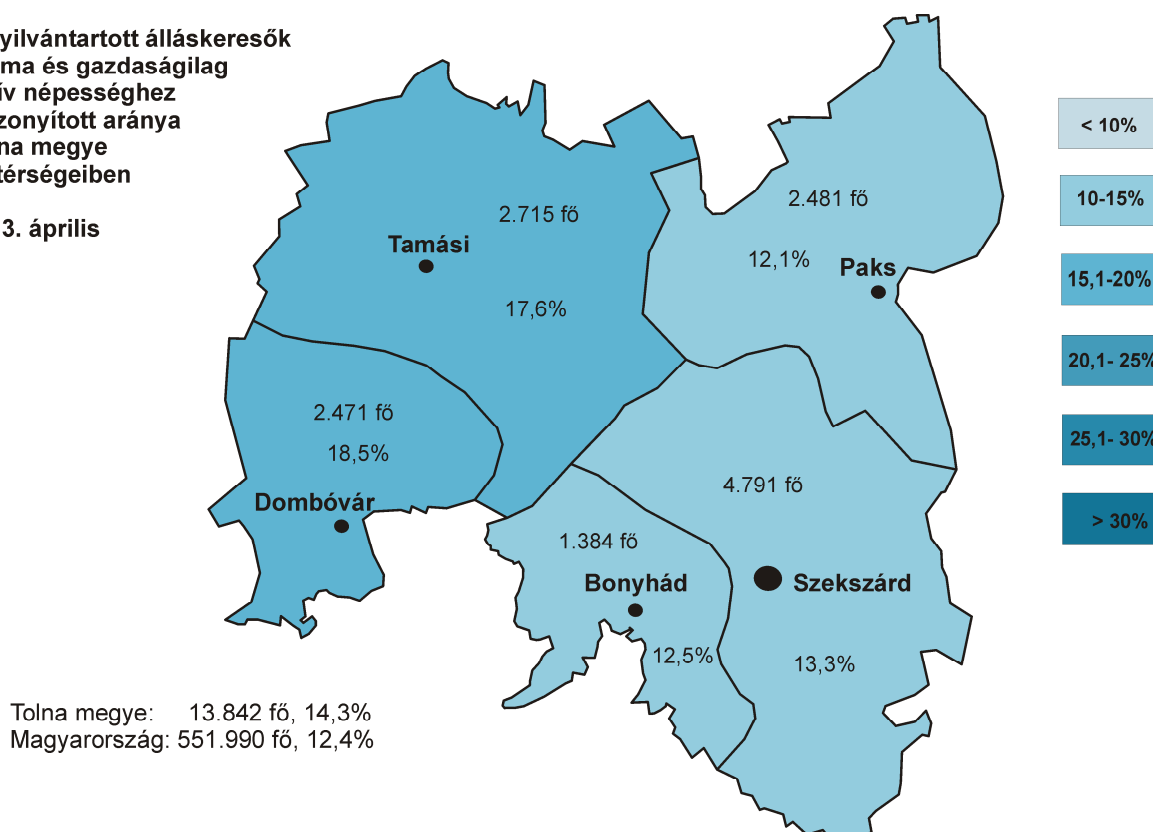 yilvántartott álláskeresők
ma és gazdaságilag
ív népességhez
zonyított aránya
na megye
térségeiben
3. április
< 10%
10-15%
15,1-20%
20,1- 25%
25,1- 30%
> 30%
2.715 fő
Tamási
17,6%
2.481 fő
12,1%
Paks
2.471 fő
18,5%
Dombóvár
4.791 fő
1.384 fő
Bonyhád
Szekszárd
12,5%
13,3%
Tolna megye: 13.842 fő, 14,3%
Magyarország: 551.990 fő, 12,4%